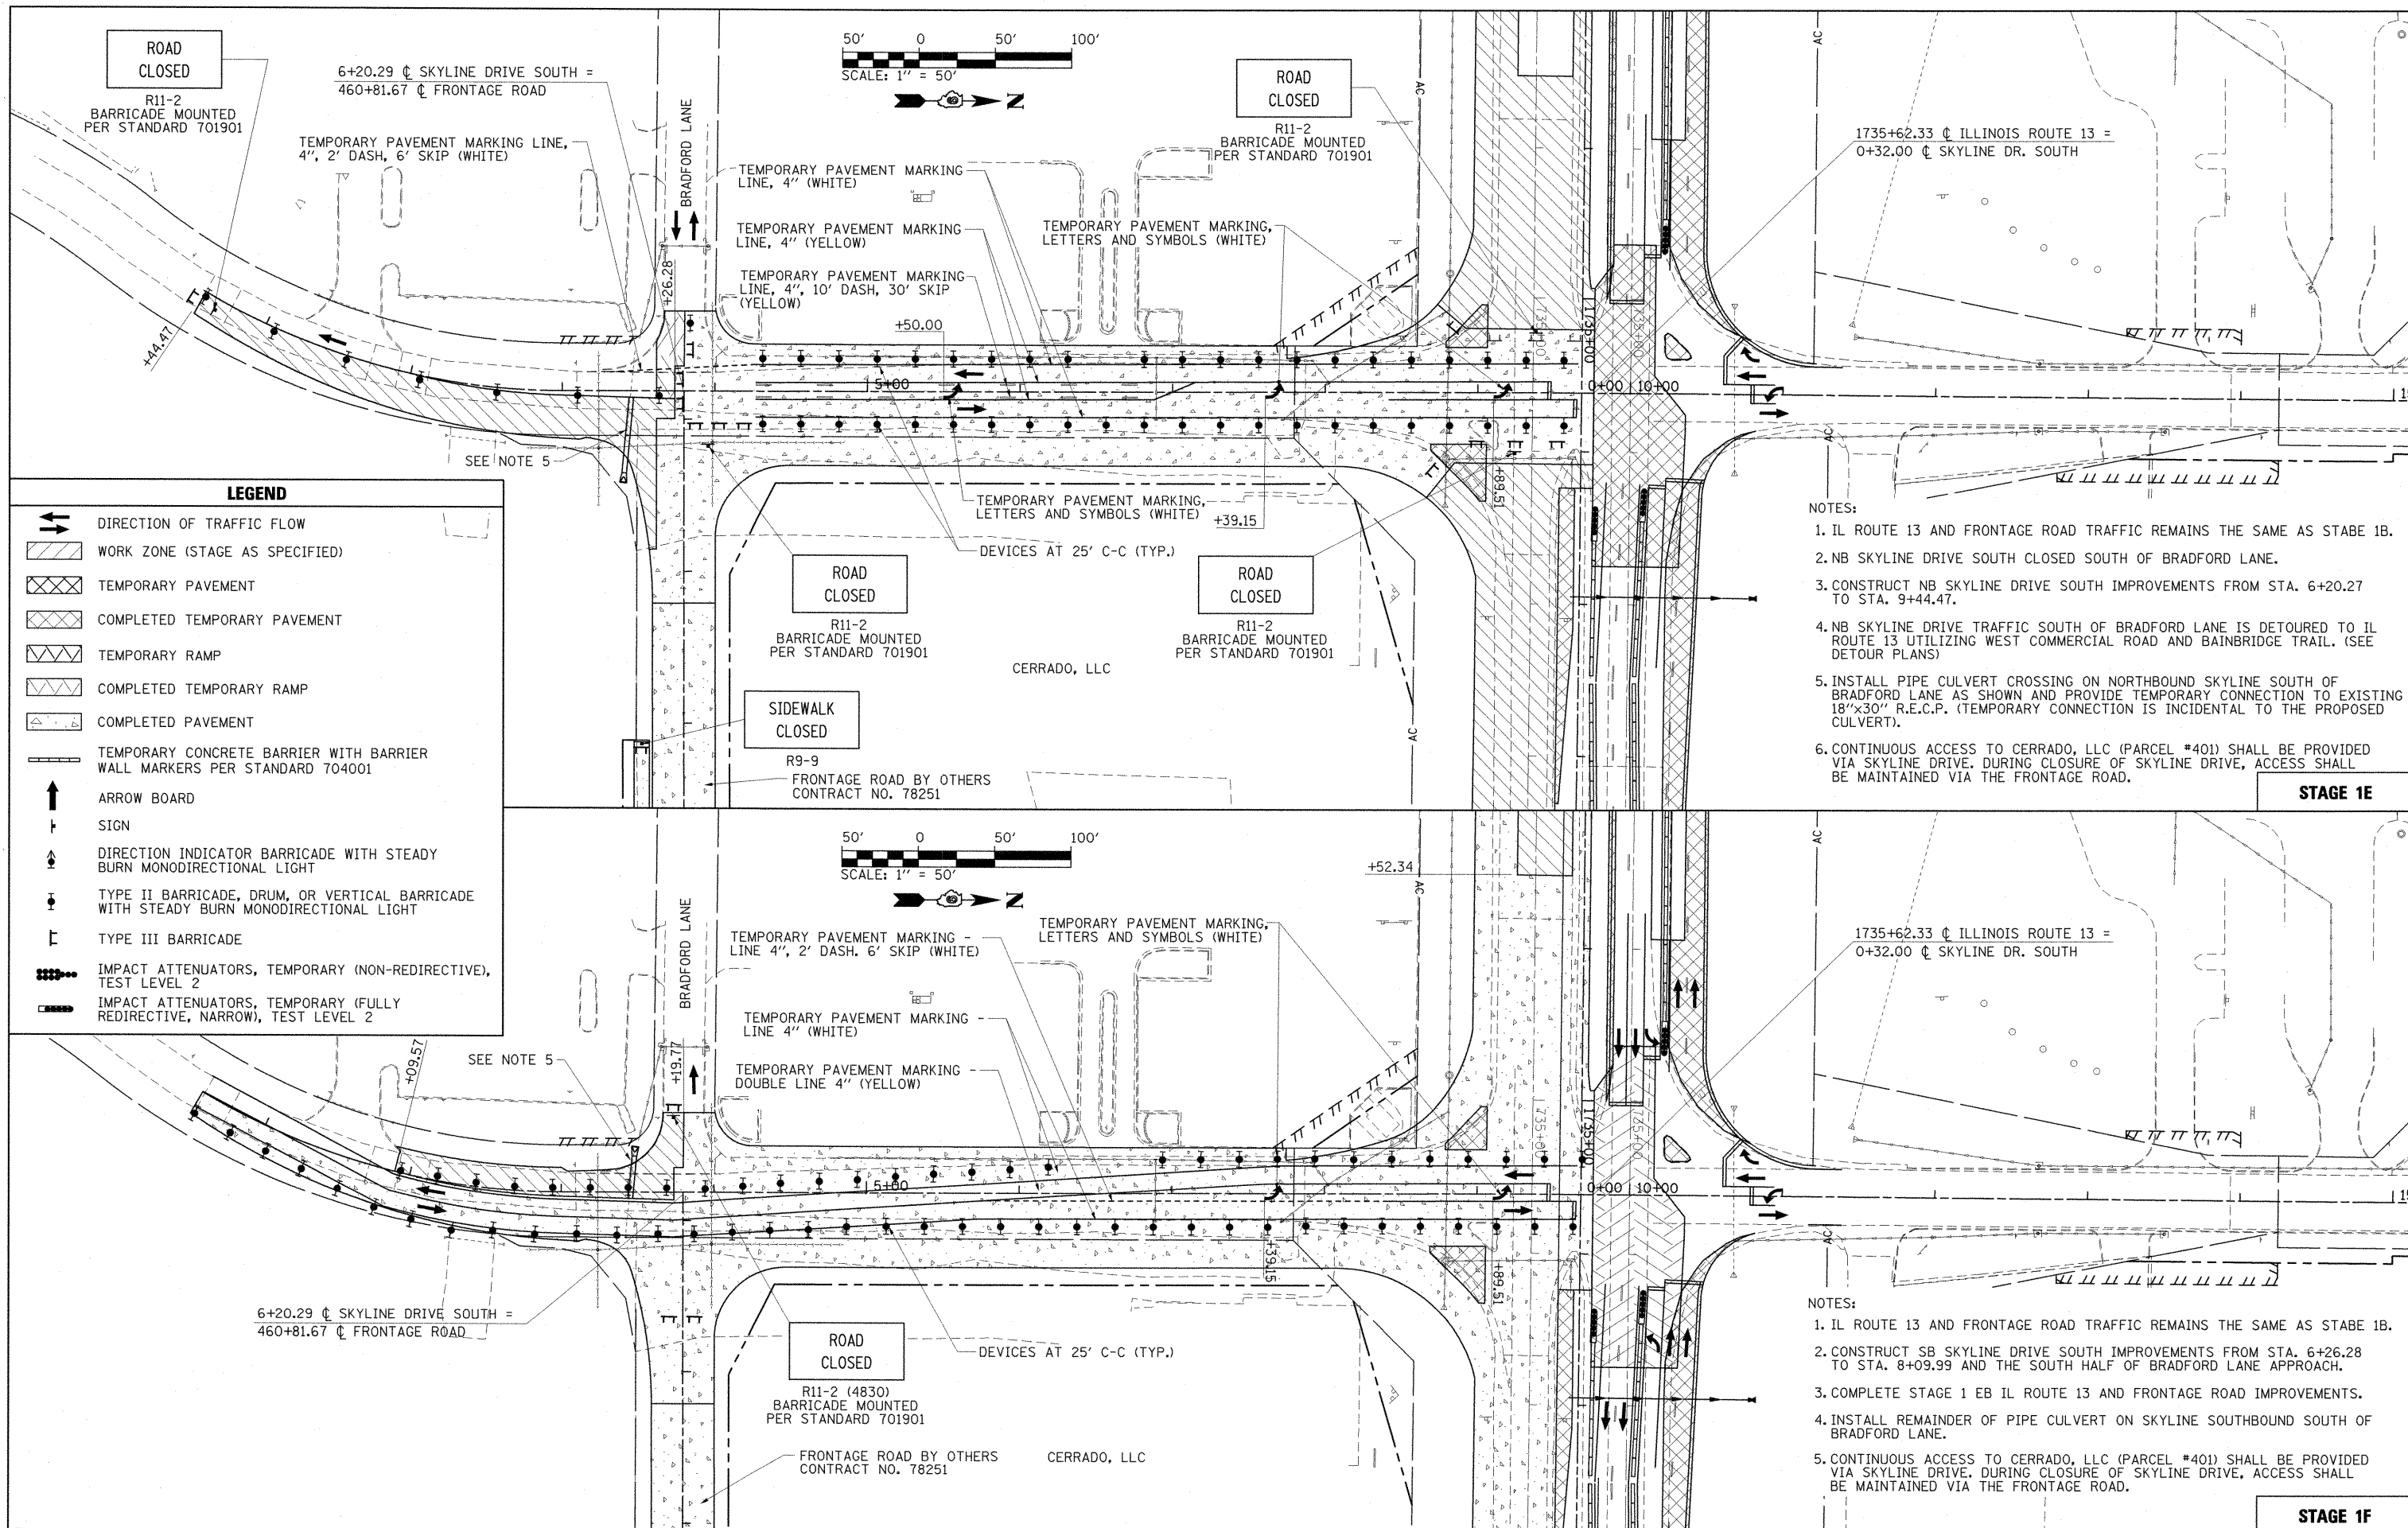 ROAD
CLOSED
R11-2
BARRICADE MOUNTED
PER STANDARD 701901
6+20.29 ℄ SKYLINE DRIVE SOUTH =
460+81.67 ℄ FRONTAGE ROAD
TEMPORARY PAVEMENT MARKING LINE,
4", 2' DASH, 6' SKIP (WHITE)
BRADFORD LANE
50' 0 50' 100'
SCALE: 1" = 50'
N
TEMPORARY PAVEMENT MARKING
LINE, 4" (WHITE)
TEMPORARY PAVEMENT MARKING
LINE, 4" (YELLOW)
TEMPORARY PAVEMENT MARKING
LINE, 4", 10' DASH, 30' SKIP
(YELLOW)
TEMPORARY PAVEMENT MARKING,
LETTERS AND SYMBOLS (WHITE)
ROAD
CLOSED
R11-2
BARRICADE MOUNTED
PER STANDARD 701901
AC
AC
1735+62.33 ℄ ILLINOIS ROUTE 13 =
0+32.00 ℄ SKYLINE DR. SOUTH
+44.47
+26.28
+50.00
5+00
1735+00
0+00
10+00
SEE NOTE 5
TEMPORARY PAVEMENT MARKING,
LETTERS AND SYMBOLS (WHITE)
+39.15
+89.51
DEVICES AT 25' C-C (TYP.)
AC
AC
ROAD
CLOSED
R11-2
BARRICADE MOUNTED
PER STANDARD 701901
ROAD
CLOSED
R11-2
BARRICADE MOUNTED
PER STANDARD 701901
CERRADO, LLC
SIDEWALK
CLOSED
R9-9
FRONTAGE ROAD BY OTHERS
CONTRACT NO. 78251
NOTES:
1. IL ROUTE 13 AND FRONTAGE ROAD TRAFFIC REMAINS THE SAME AS STABE 1B.
2. NB SKYLINE DRIVE SOUTH CLOSED SOUTH OF BRADFORD LANE.
3. CONSTRUCT NB SKYLINE DRIVE SOUTH IMPROVEMENTS FROM STA. 6+20.27
TO STA. 9+44.47.
4. NB SKYLINE DRIVE TRAFFIC SOUTH OF BRADFORD LANE IS DETOURED TO IL
ROUTE 13 UTILIZING WEST COMMERCIAL ROAD AND BAINBRIDGE TRAIL. (SEE
DETOUR PLANS)
5. INSTALL PIPE CULVERT CROSSING ON NORTHBOUND SKYLINE SOUTH OF
BRADFORD LANE AS SHOWN AND PROVIDE TEMPORARY CONNECTION TO EXISTING
18"x30" R.E.C.P. (TEMPORARY CONNECTION IS INCIDENTAL TO THE PROPOSED
CULVERT).
6. CONTINUOUS ACCESS TO CERRADO, LLC (PARCEL #401) SHALL BE PROVIDED
VIA SKYLINE DRIVE. DURING CLOSURE OF SKYLINE DRIVE, ACCESS SHALL
BE MAINTAINED VIA THE FRONTAGE ROAD.
STAGE 1E
LEGEND
DIRECTION OF TRAFFIC FLOW
WORK ZONE (STAGE AS SPECIFIED)
TEMPORARY PAVEMENT
COMPLETED TEMPORARY PAVEMENT
TEMPORARY RAMP
COMPLETED TEMPORARY RAMP
COMPLETED PAVEMENT
TEMPORARY CONCRETE BARRIER WITH BARRIER
WALL MARKERS PER STANDARD 704001
ARROW BOARD
SIGN
DIRECTION INDICATOR BARRICADE WITH STEADY
BURN MONODIRECTIONAL LIGHT
TYPE II BARRICADE, DRUM, OR VERTICAL BARRICADE
WITH STEADY BURN MONODIRECTIONAL LIGHT
TYPE III BARRICADE
IMPACT ATTENUATORS, TEMPORARY (NON-REDIRECTIVE),
TEST LEVEL 2
IMPACT ATTENUATORS, TEMPORARY (FULLY
REDIRECTIVE, NARROW), TEST LEVEL 2
50' 0 50' 100'
SCALE: 1" = 50'
N
BRADFORD LANE
TEMPORARY PAVEMENT MARKING -
LINE 4", 2' DASH. 6' SKIP (WHITE)
TEMPORARY PAVEMENT MARKING -
LINE 4" (WHITE)
TEMPORARY PAVEMENT MARKING -
DOUBLE LINE 4" (YELLOW)
TEMPORARY PAVEMENT MARKING,
LETTERS AND SYMBOLS (WHITE)
+52.34
AC
AC
1735+62.33 ℄ ILLINOIS ROUTE 13 =
0+32.00 ℄ SKYLINE DR. SOUTH
+09.57
SEE NOTE 5
+19.77
5+00
1735+00
0+00
10+00
+39.15
+89.51
AC
AC
6+20.29 ℄ SKYLINE DRIVE SOUTH =
460+81.67 ℄ FRONTAGE ROAD
ROAD
CLOSED
R11-2 (4830)
BARRICADE MOUNTED
PER STANDARD 701901
DEVICES AT 25' C-C (TYP.)
FRONTAGE ROAD BY OTHERS
CONTRACT NO. 78251
CERRADO, LLC
NOTES:
1. IL ROUTE 13 AND FRONTAGE ROAD TRAFFIC REMAINS THE SAME AS STABE 1B.
2. CONSTRUCT SB SKYLINE DRIVE SOUTH IMPROVEMENTS FROM STA. 6+26.28
TO STA. 8+09.99 AND THE SOUTH HALF OF BRADFORD LANE APPROACH.
3. COMPLETE STAGE 1 EB IL ROUTE 13 AND FRONTAGE ROAD IMPROVEMENTS.
4. INSTALL REMAINDER OF PIPE CULVERT ON SKYLINE SOUTHBOUND SOUTH OF
BRADFORD LANE.
5. CONTINUOUS ACCESS TO CERRADO, LLC (PARCEL #401) SHALL BE PROVIDED
VIA SKYLINE DRIVE. DURING CLOSURE OF SKYLINE DRIVE, ACCESS SHALL
BE MAINTAINED VIA THE FRONTAGE ROAD.
STAGE 1F